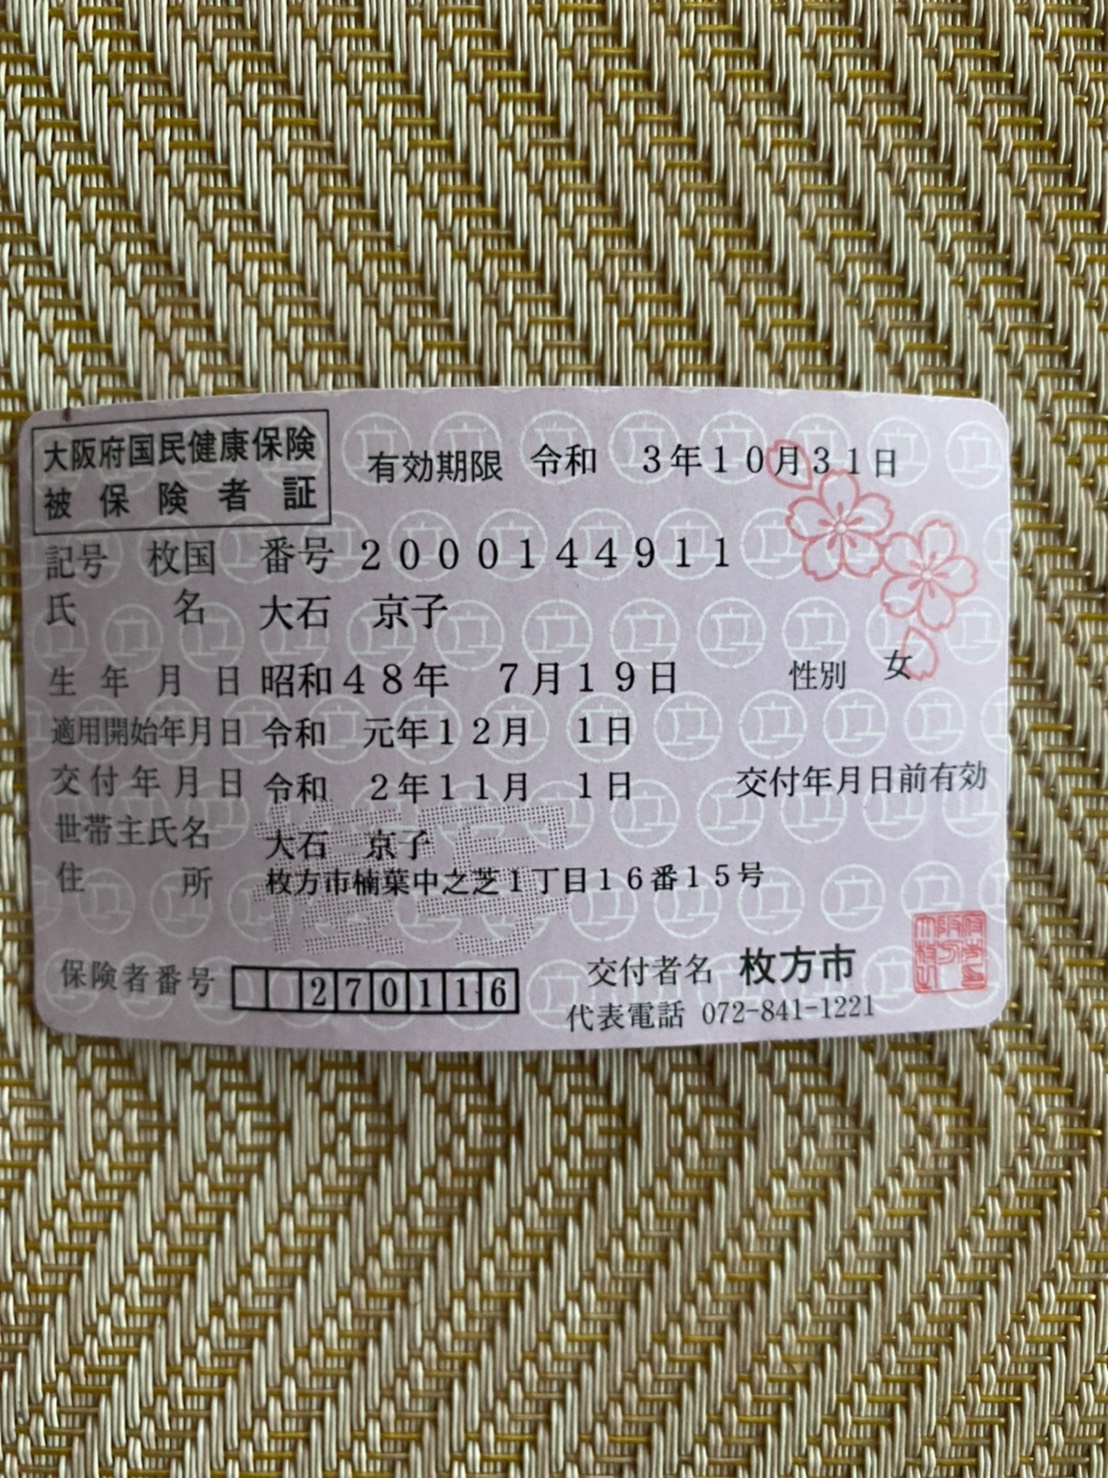 大阪府国民健康保険
被保険者証
有効期限 令和 3年10月31日
記号 枚国 番号 2000144911
氏名 大石 京子
生年月日 昭和48年 7月19日 性別 女
適用開始年月日 令和 元年12月 1日
交付年月日 令和 2年11月 1日 交付年月日前有効
世帯主氏名 大石 京子
住所 枚方市楠葉中之芝1丁目16番15号
保険者番号 270116
交付者名 枚方市
代表電話 072-841-1221